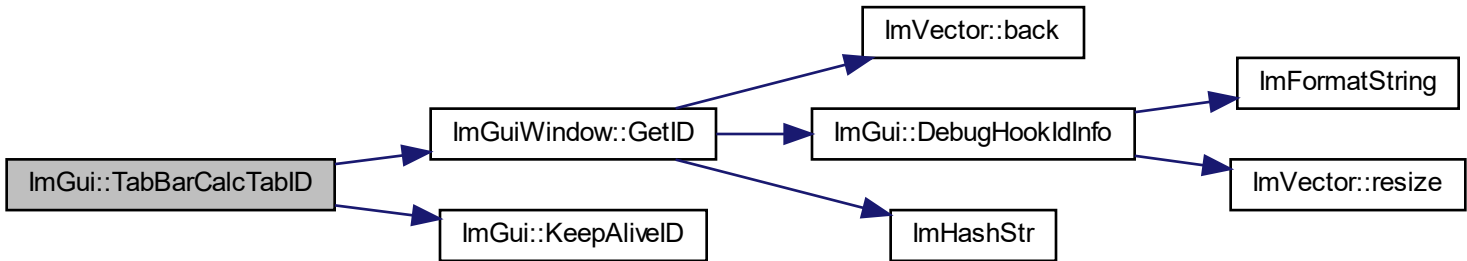 ImVector::back
ImFormatString
ImGuiWindow::GetID
ImGui::DebugHookIdInfo
ImGui::TabBarCalcTabID
ImVector::resize
ImGui::KeepAliveID
ImHashStr